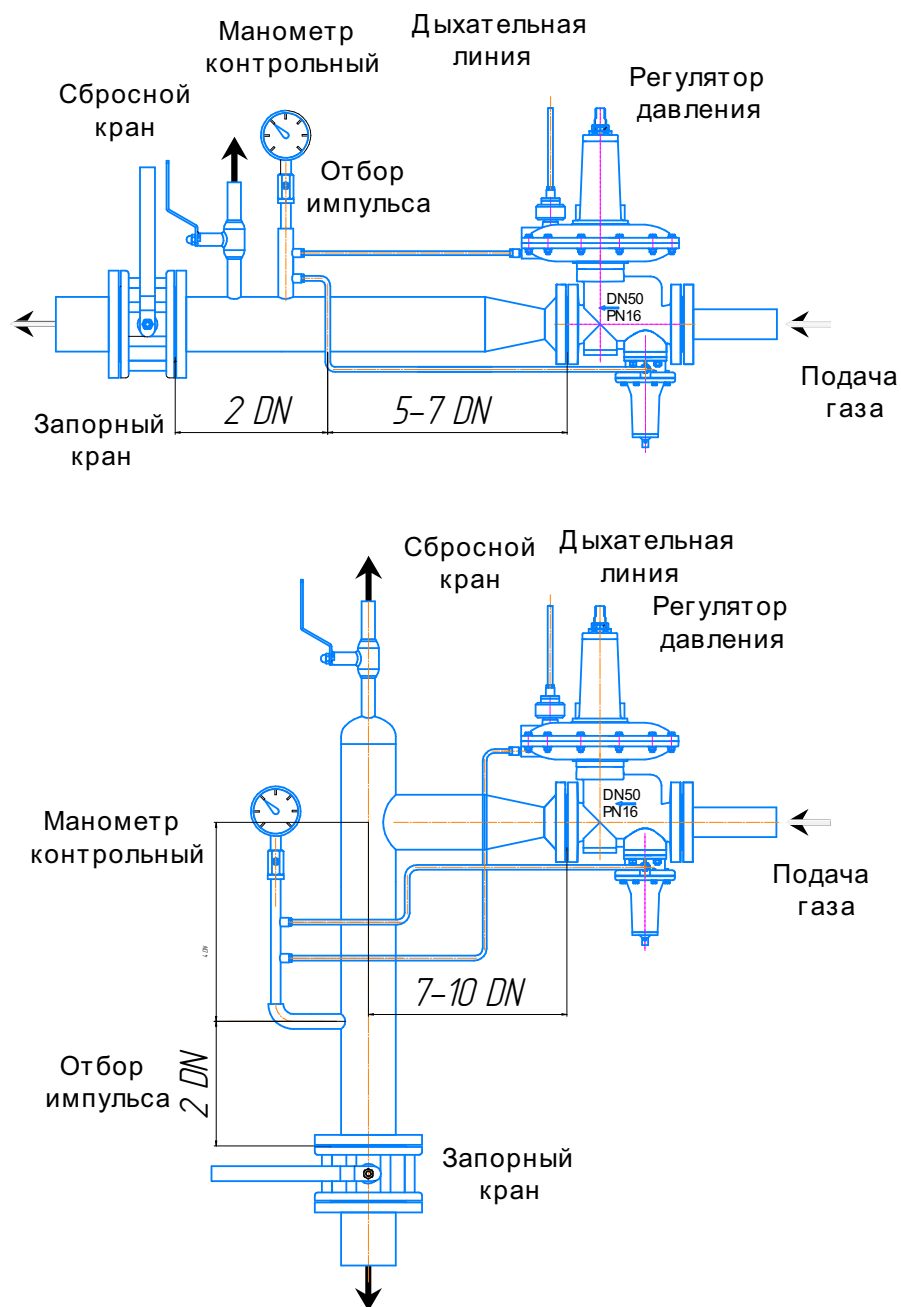 Манометр
контрольный
Дыхательная
линия
Регулятор
давления
Сбросной
кран
Отбор
импульса
DN50
PN16
Подача
газа
2 DN
5-7 DN
Запорный
кран
Сбросной
кран
Дыхательная
линия
Регулятор
давления
DN50
PN16
Манометр
контрольный
Подача
газа
4 DN
7-10 DN
Отбор
импульса
2 DN
Запорный
кран